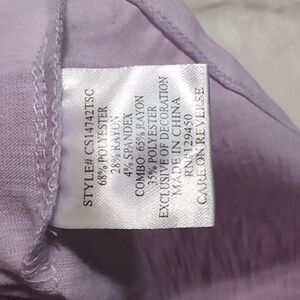 STYLE# CS14742TSC
68% POLYESTER
28% RAYON
4% SPANDEX
COMBO 65% RAYON
35% POLYESTER
EXCLUSIVE OF DECORATION
MADE IN CHINA
RN# 129450
CARE ON REVERSE